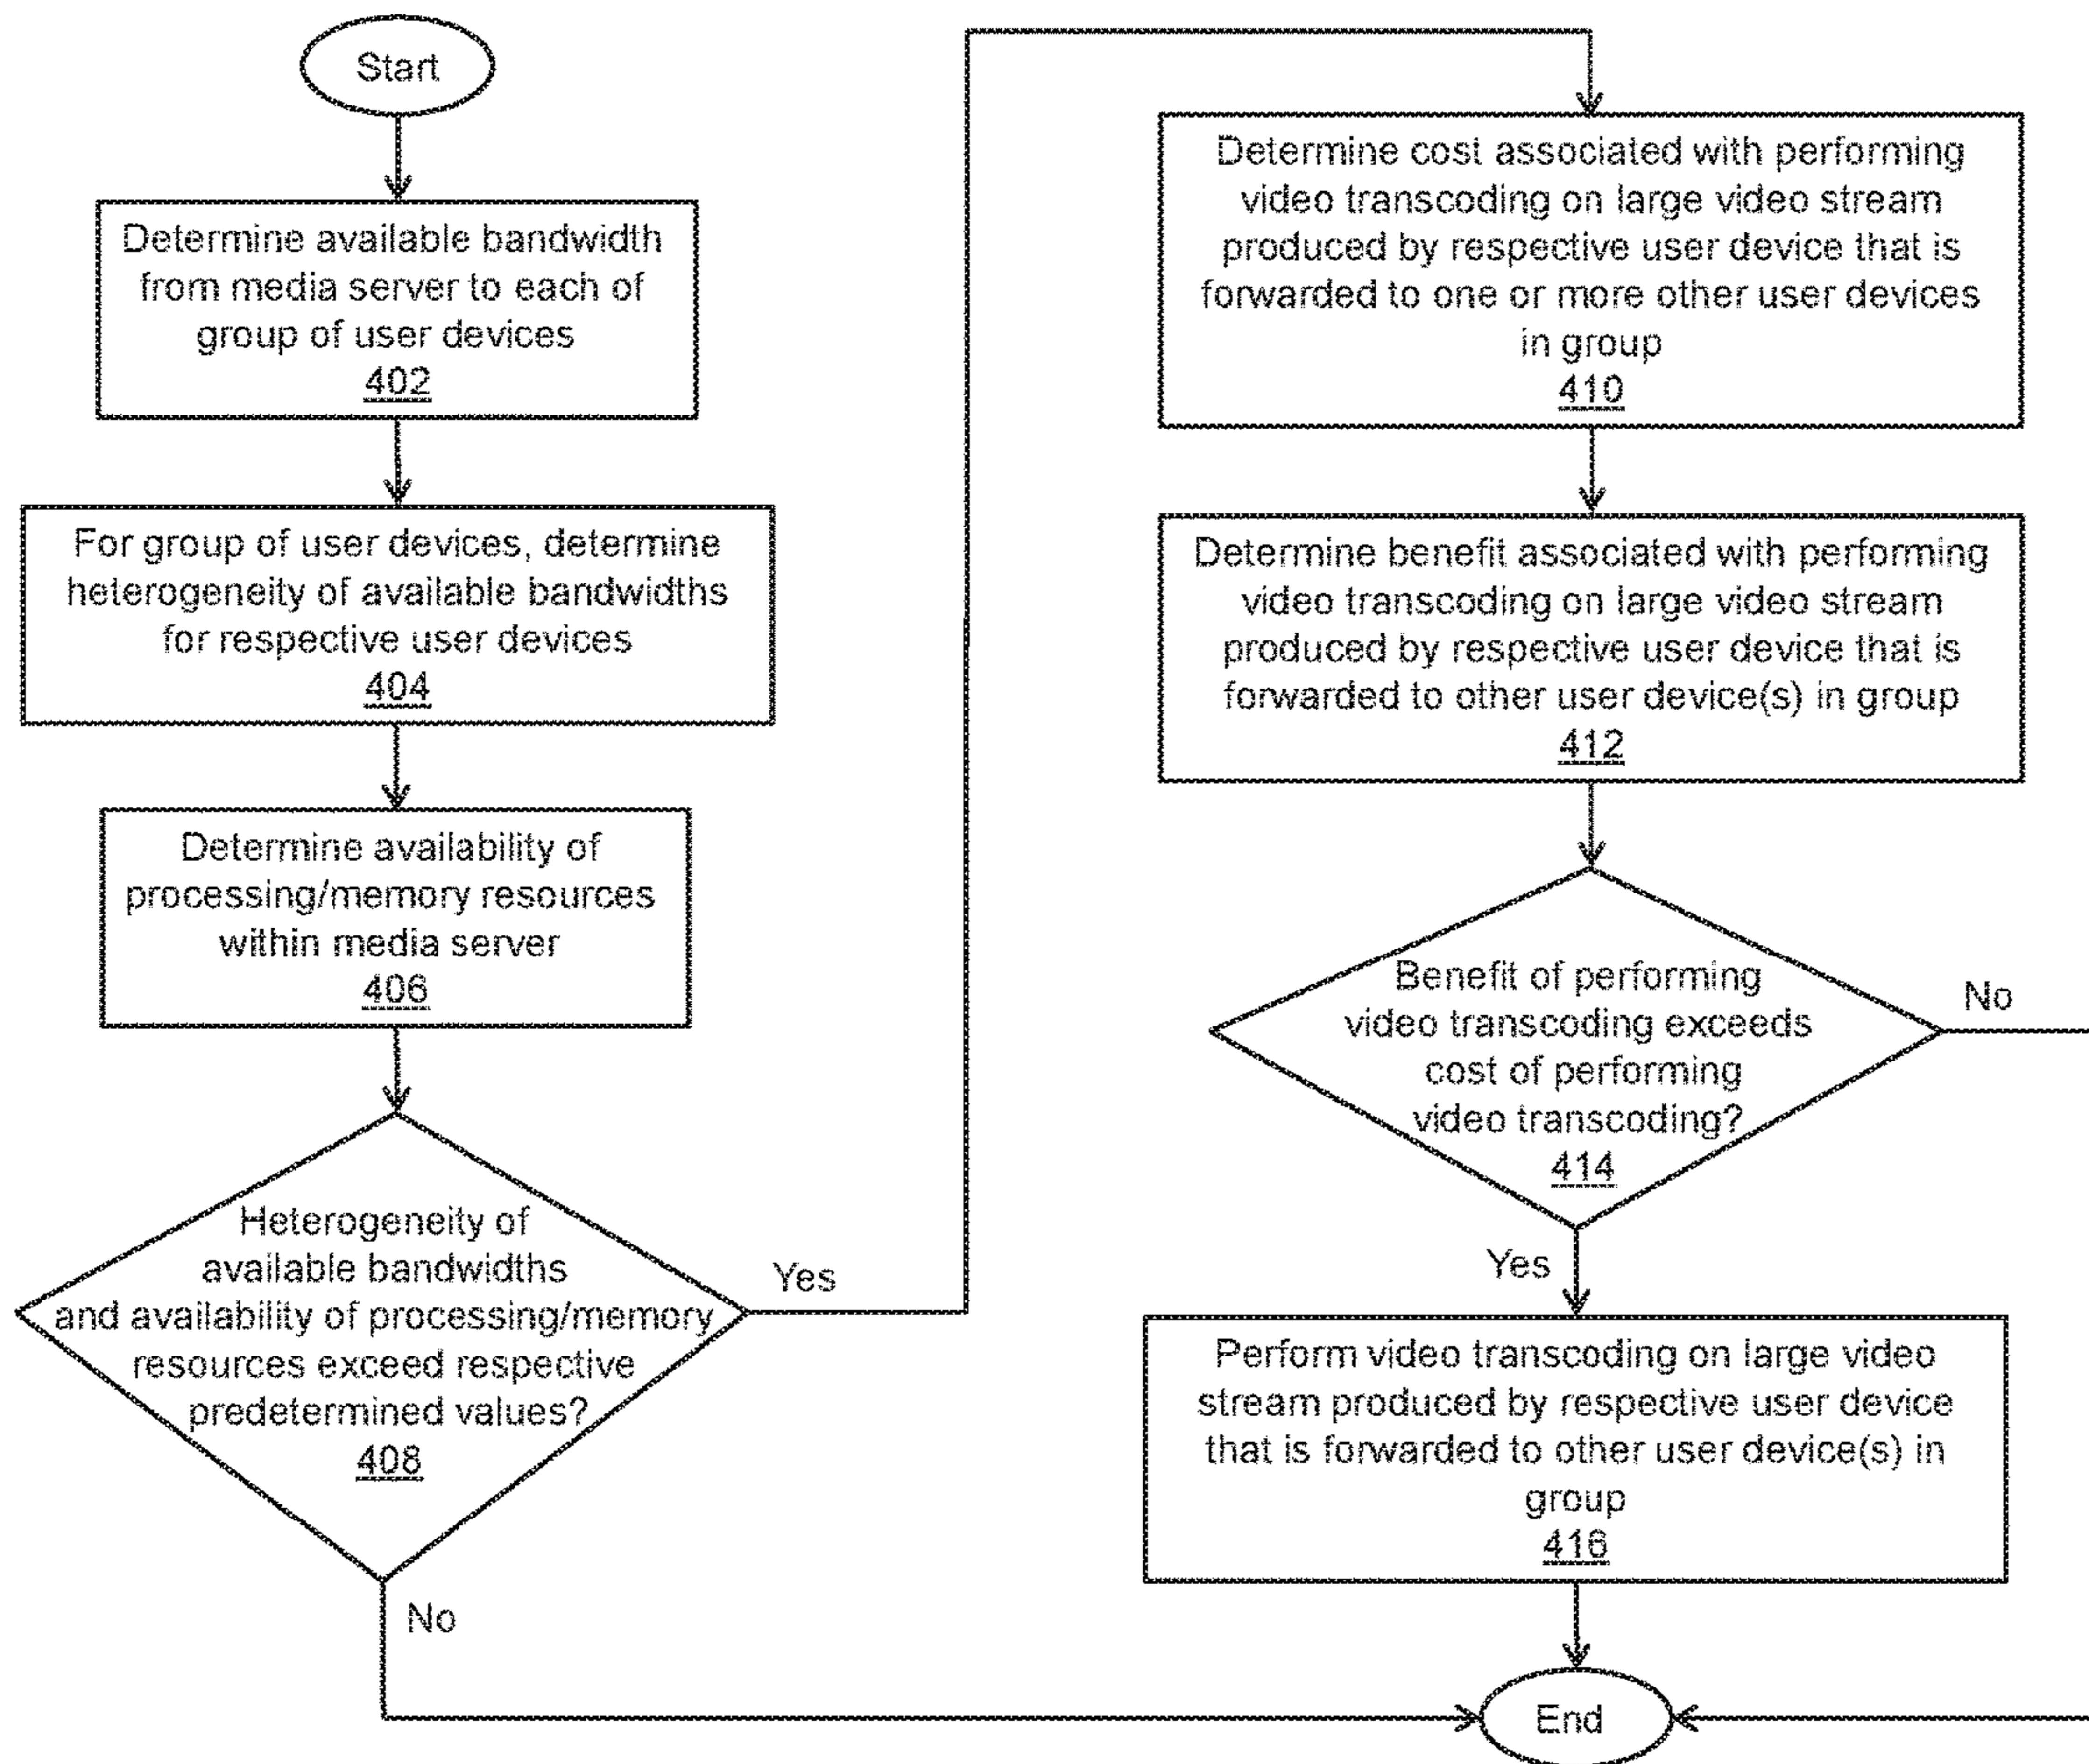 Start
Determine available bandwidth
from media server to each of
group of user devices
402
For group of user devices, determine
heterogeneity of available bandwidths
for respective user devices
404
Determine availability of
processing/memory resources
within media server
406
Heterogeneity of
available bandwidths
and availability of processing/memory
resources exceed respective
predetermined values?
408
Yes
No
Determine cost associated with performing
video transcoding on large video stream
produced by respective user device that is
forwarded to one or more other user devices
in group
410
Determine benefit associated with performing
video transcoding on large video stream
produced by respective user device that is
forwarded to other user device(s) in group
412
Benefit of performing
video transcoding exceeds
cost of performing
video transcoding?
414
No
Yes
Perform video transcoding on large video
stream produced by respective user device
that is forwarded to other user device(s) in
group
416
End